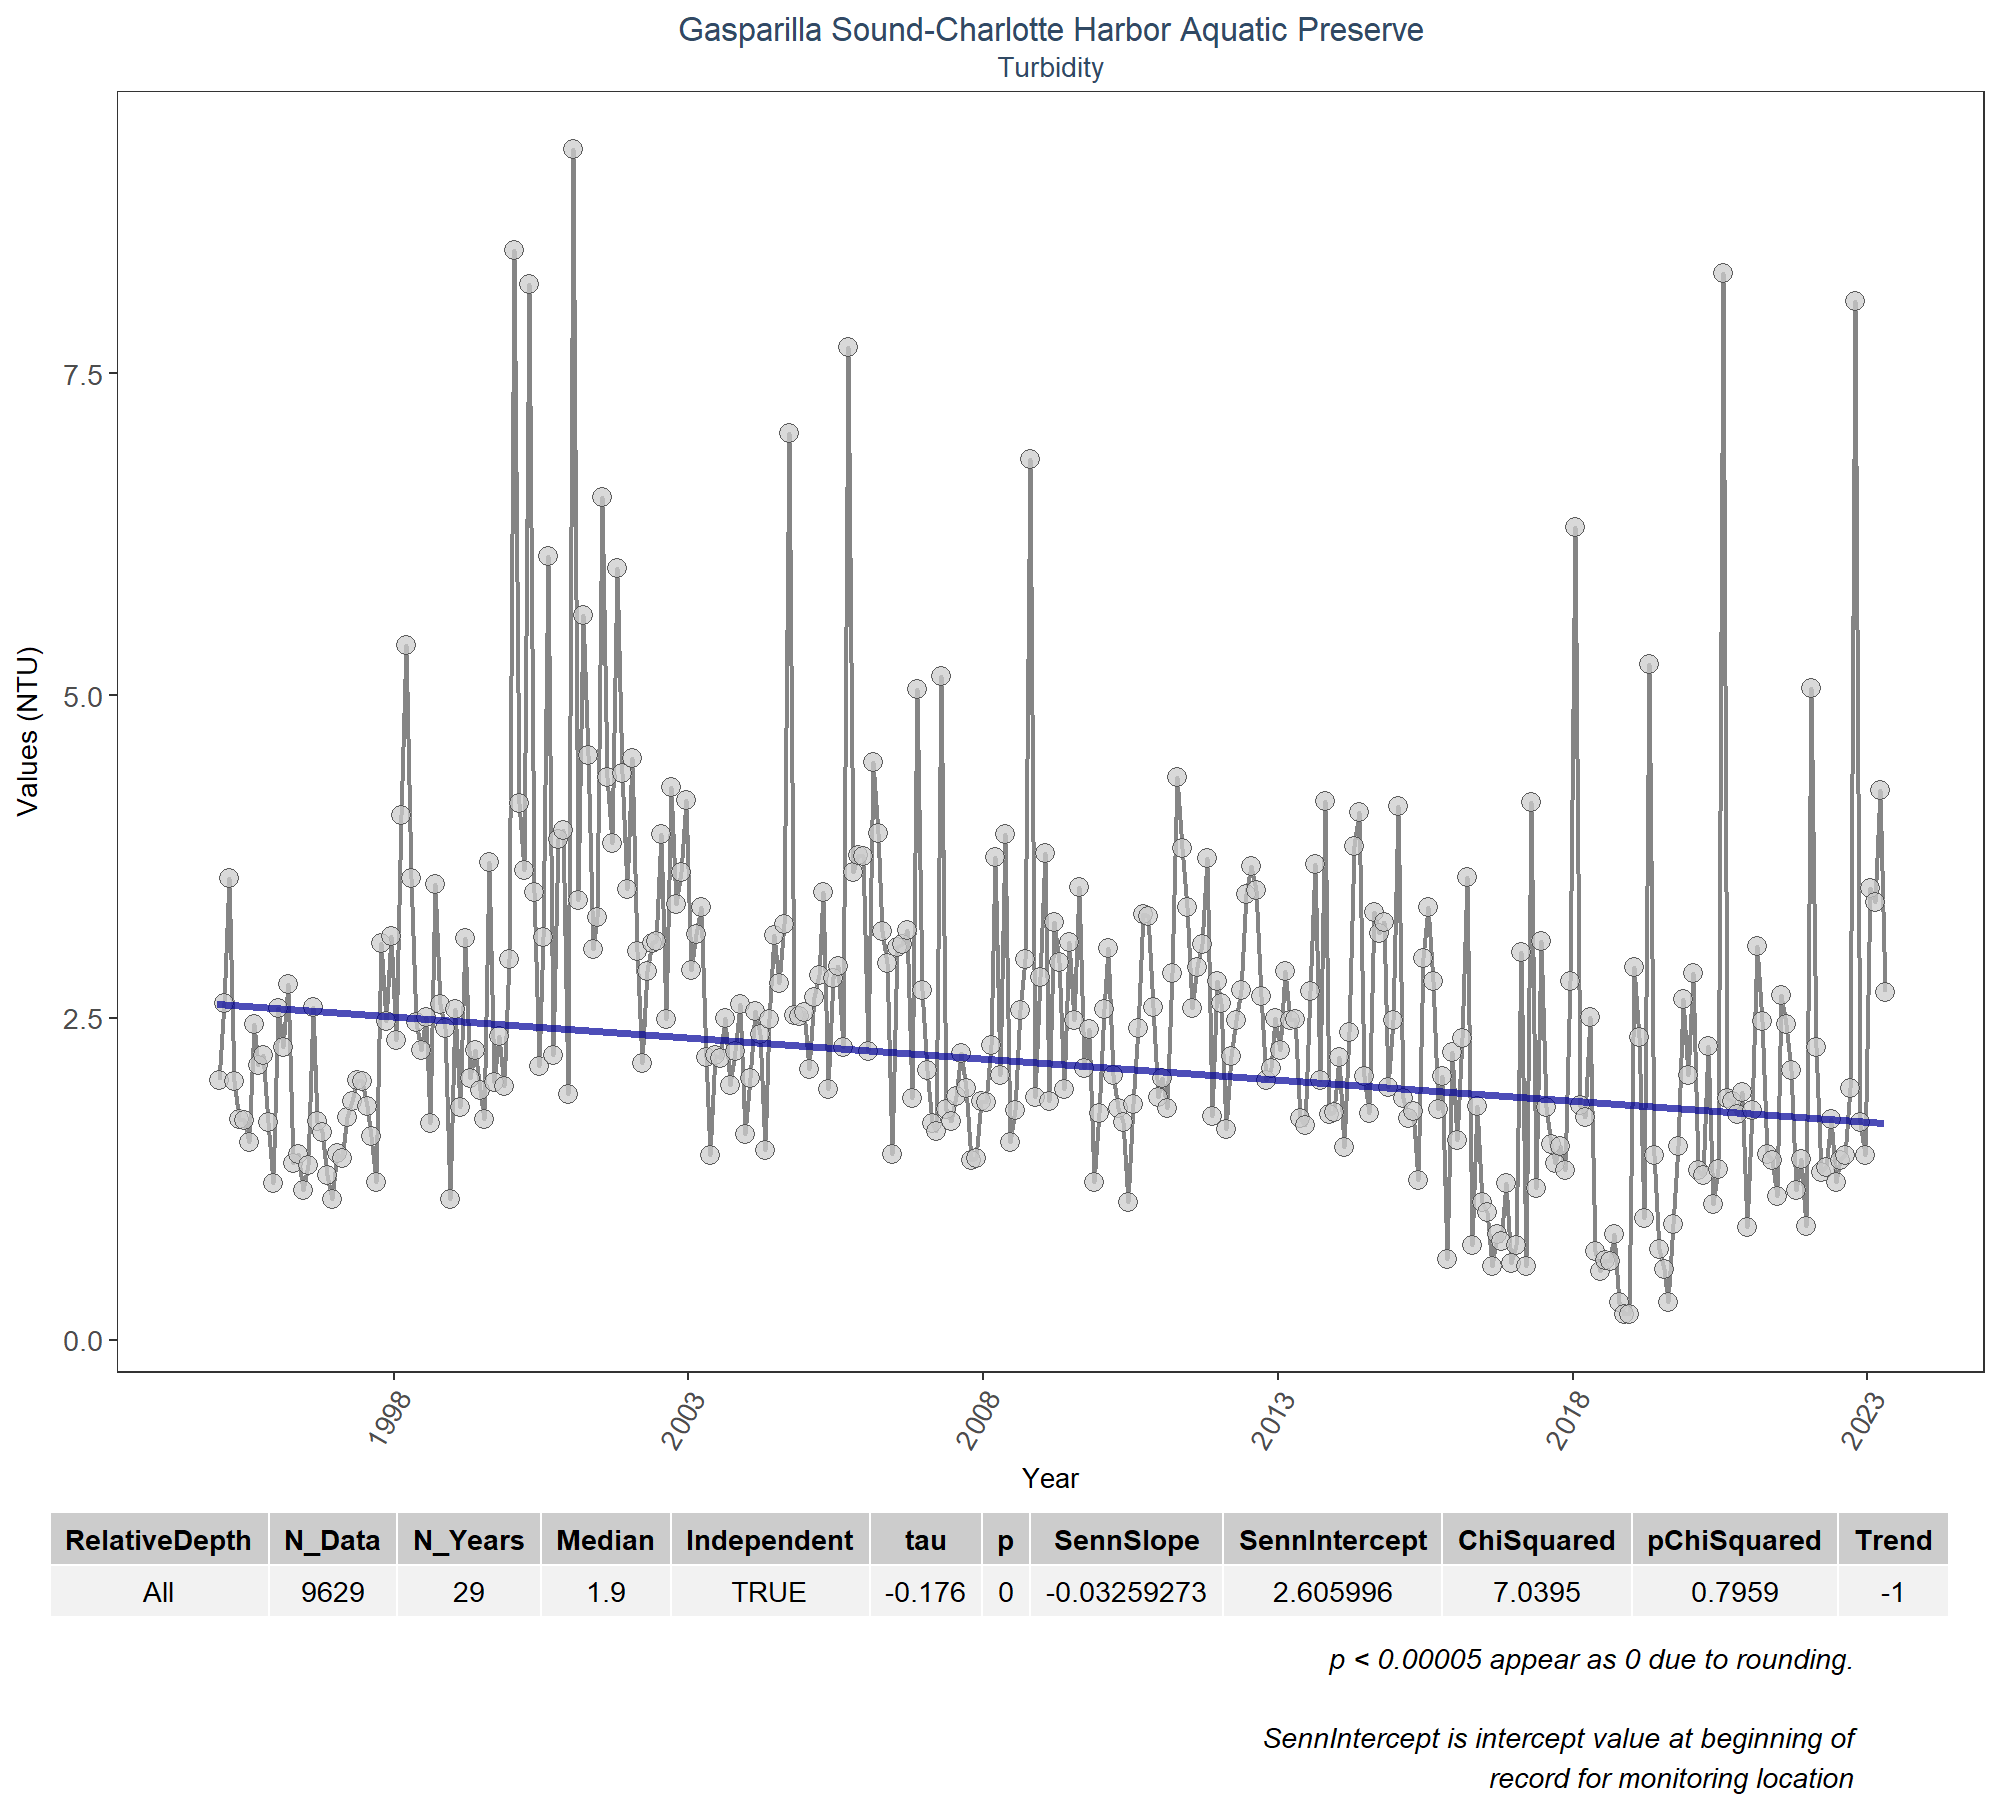 Gasparilla Sound-Charlotte Harbor Aquatic Preserve
Turbidity
Values (NTU)
7.5
5.0
2.5
0.0
1998 2003 2008 2013 2018 2023
Year
RelativeDepth N_Data N_Years Median Independent tau p SennSlope SennIntercept ChiSquared pChiSquared Trend
All 9629 29 1.9 TRUE -0.176 0 -0.03259273 2.605996 7.0395 0.7959 -1
p < 0.00005 appear as 0 due to rounding.
SennIntercept is intercept value at beginning of
record for monitoring location